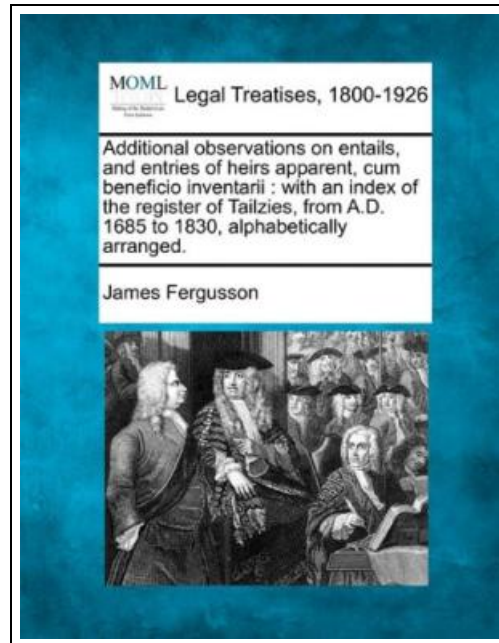 MOML
Legal Treatises, 1800-1926
Additional observations on entails,
and entries of heirs apparent, cum
beneficio inventarii : with an index of
the register of Tailzies, from A.D.
1685 to 1830, alphabetically
arranged.
James Fergusson